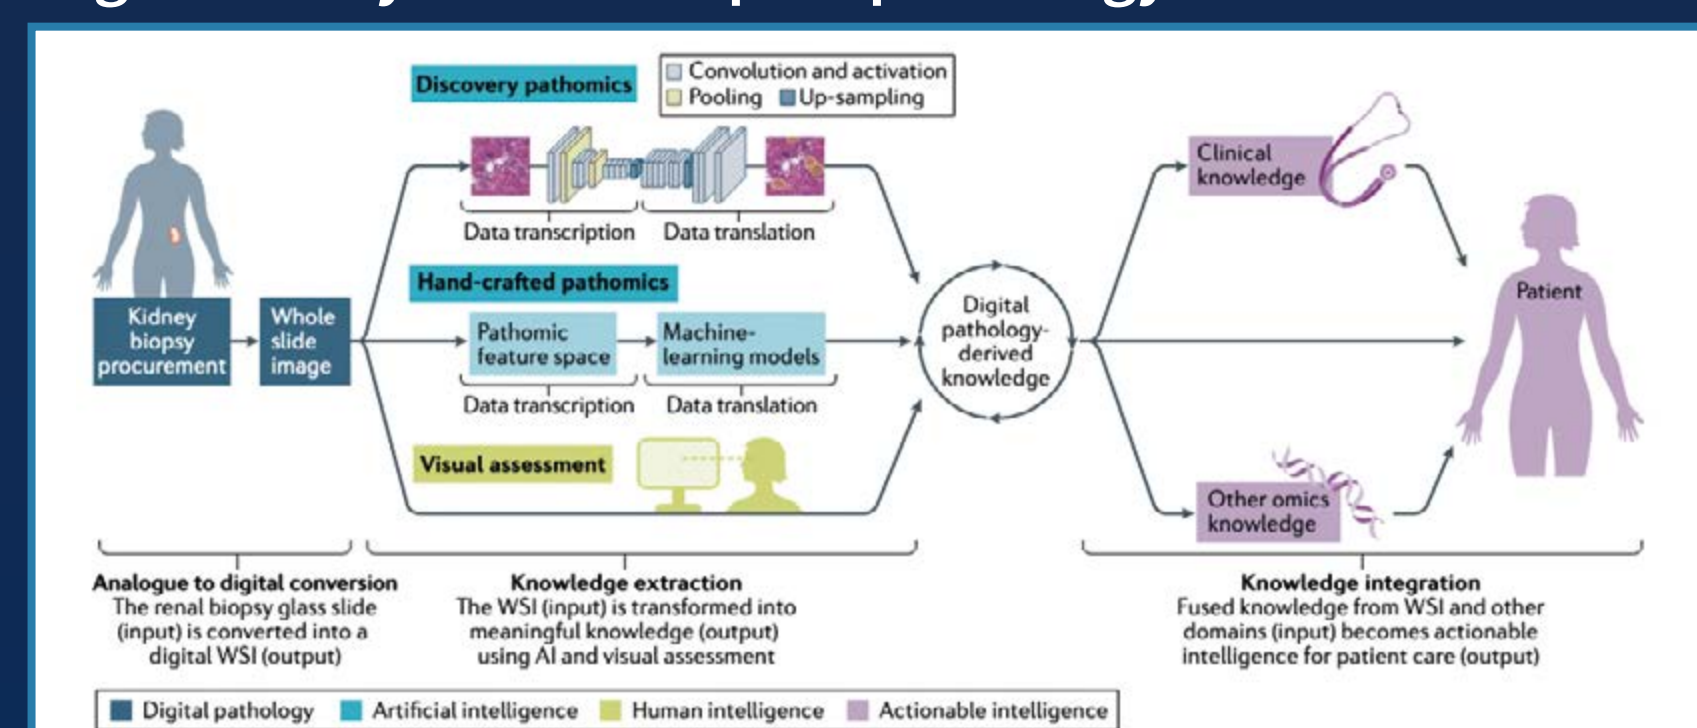 Discovery pathomics
Convolution and activation
Pooling
Up-sampling
Data transcription
Data translation
Hand-crafted pathomics
Kidney
biopsy
procurement
Whole
slide
image
Pathomic
feature space
Machine-
learning models
Data transcription
Data translation
Visual assessment
Digital
pathology-
derived
knowledge
Clinical
knowledge
Patient
Other omics
knowledge
Analogue to digital conversion
The renal biopsy glass slide
(input) is converted into a
digital WSI (output)
Knowledge extraction
The WSI (input) is transformed into
meaningful knowledge (output)
using AI and visual assessment
Knowledge integration
Fused knowledge from WSI and other
domains (input) becomes actionable
intelligence for patient care (output)
Digital pathology
Artificial intelligence
Human intelligence
Actionable intelligence